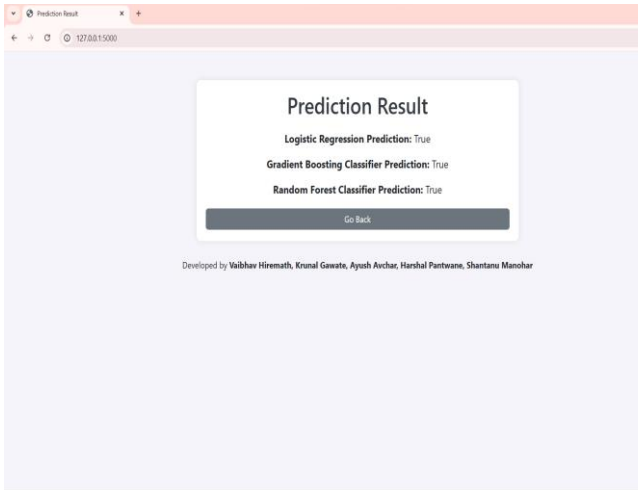 Prediction Result
127.0.0.1:5000
Prediction Result
Logistic Regression Prediction: True
Gradient Boosting Classifier Prediction: True
Random Forest Classifier Prediction: True
Go Back
Developed by Vaibhav Hiremath, Krunal Gawate, Ayush Avchar, Harshal Pantwane, Shantanu Manohar